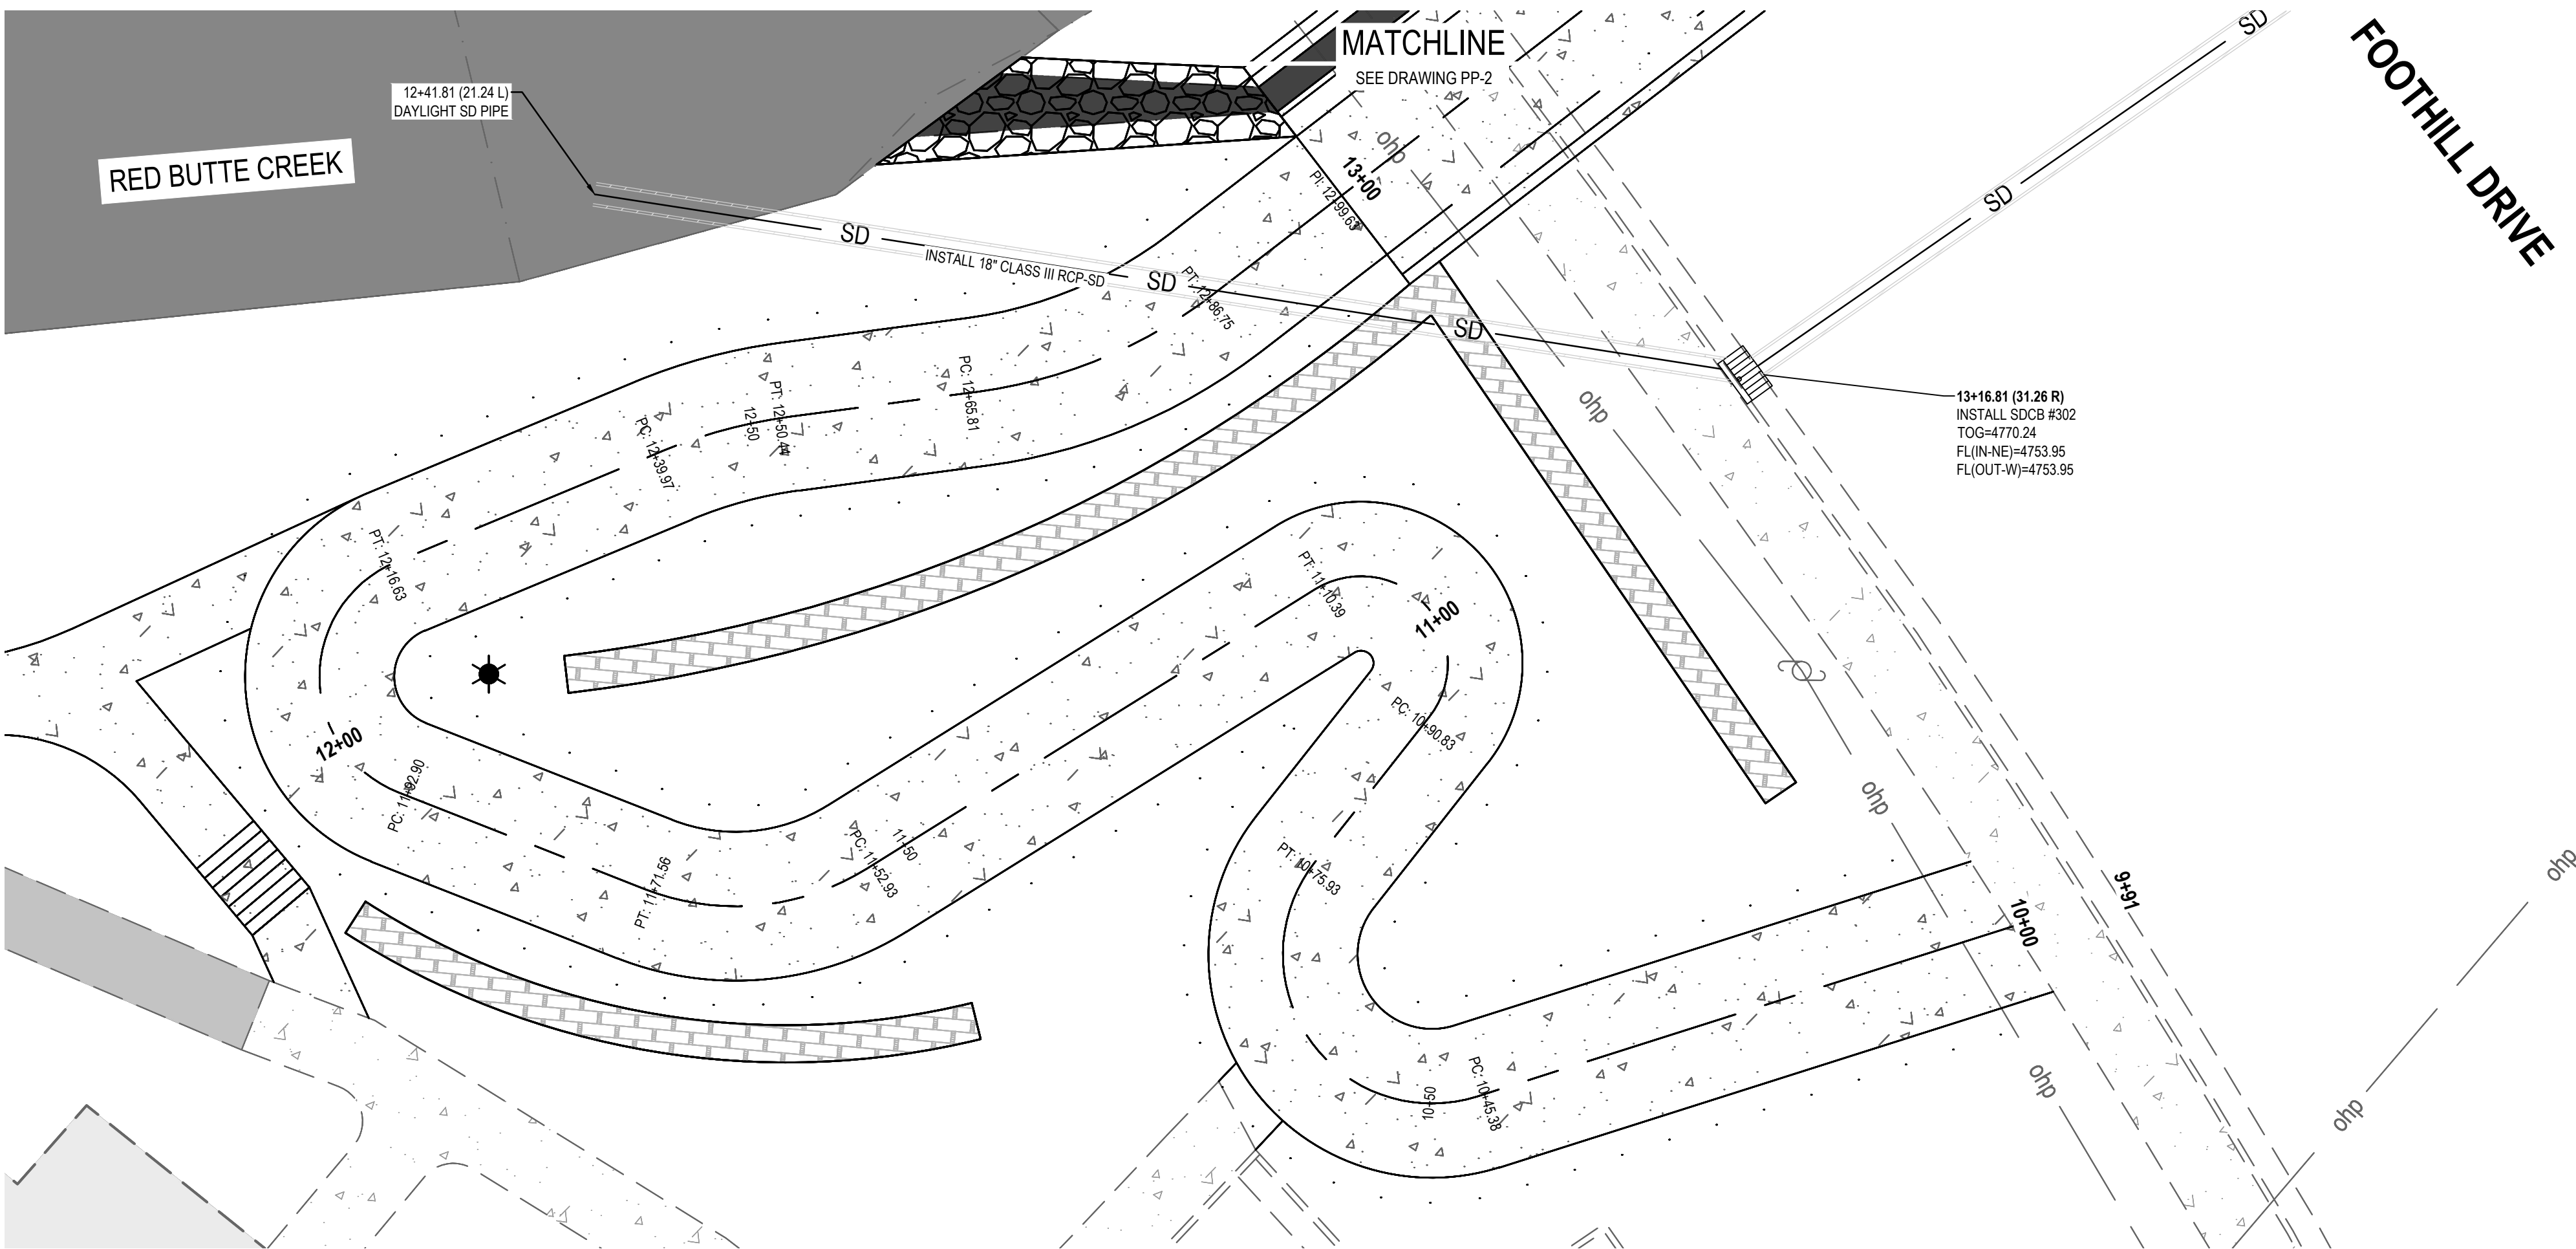 MATCHLINE
SEE DRAWING PP-2
FOOTHILL DRIVE
SD
SD
SD
SD
SD
12+41.81 (21.24 L)
DAYLIGHT SD PIPE
RED BUTTE CREEK
INSTALL 18" CLASS III RCP-SD
13+00
PI: 12+99.63
PT: 12+86.75
PC: 12+65.81
PT: 12+50.44
12+50
PC: 12+39.97
PT: 12+16.63
12+00
PC: 11+92.90
PT: 11+71.56
PC: 11+52.93
11+50
PT: 11+10.39
11+00
PC: 10+90.83
PT: 10+75.93
10+50
PC: 10+45.38
10+00
9+91
13+16.81 (31.26 R)
INSTALL SDCB #302
TOG=4770.24
FL(IN-NE)=4753.95
FL(OUT-W)=4753.95
ohp
ohp
ohp
ohp
ohp
ohp